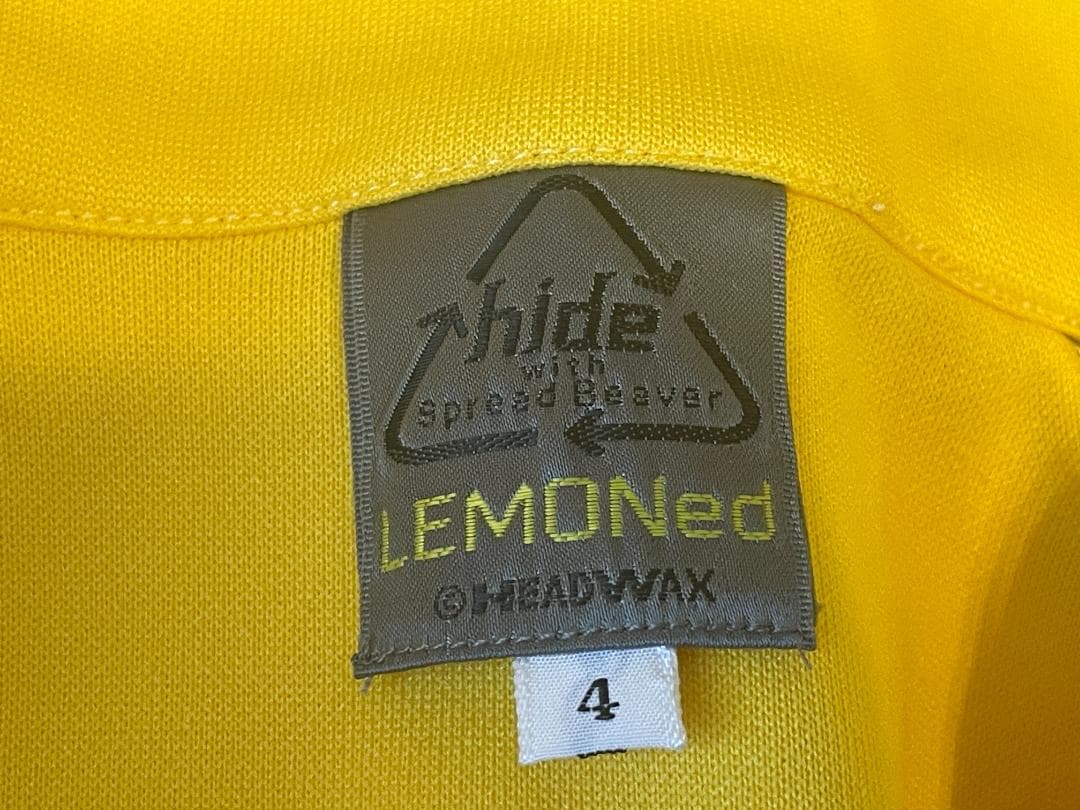 hide
with
Spread Beaver
LEMONed
©HEADWAX
4